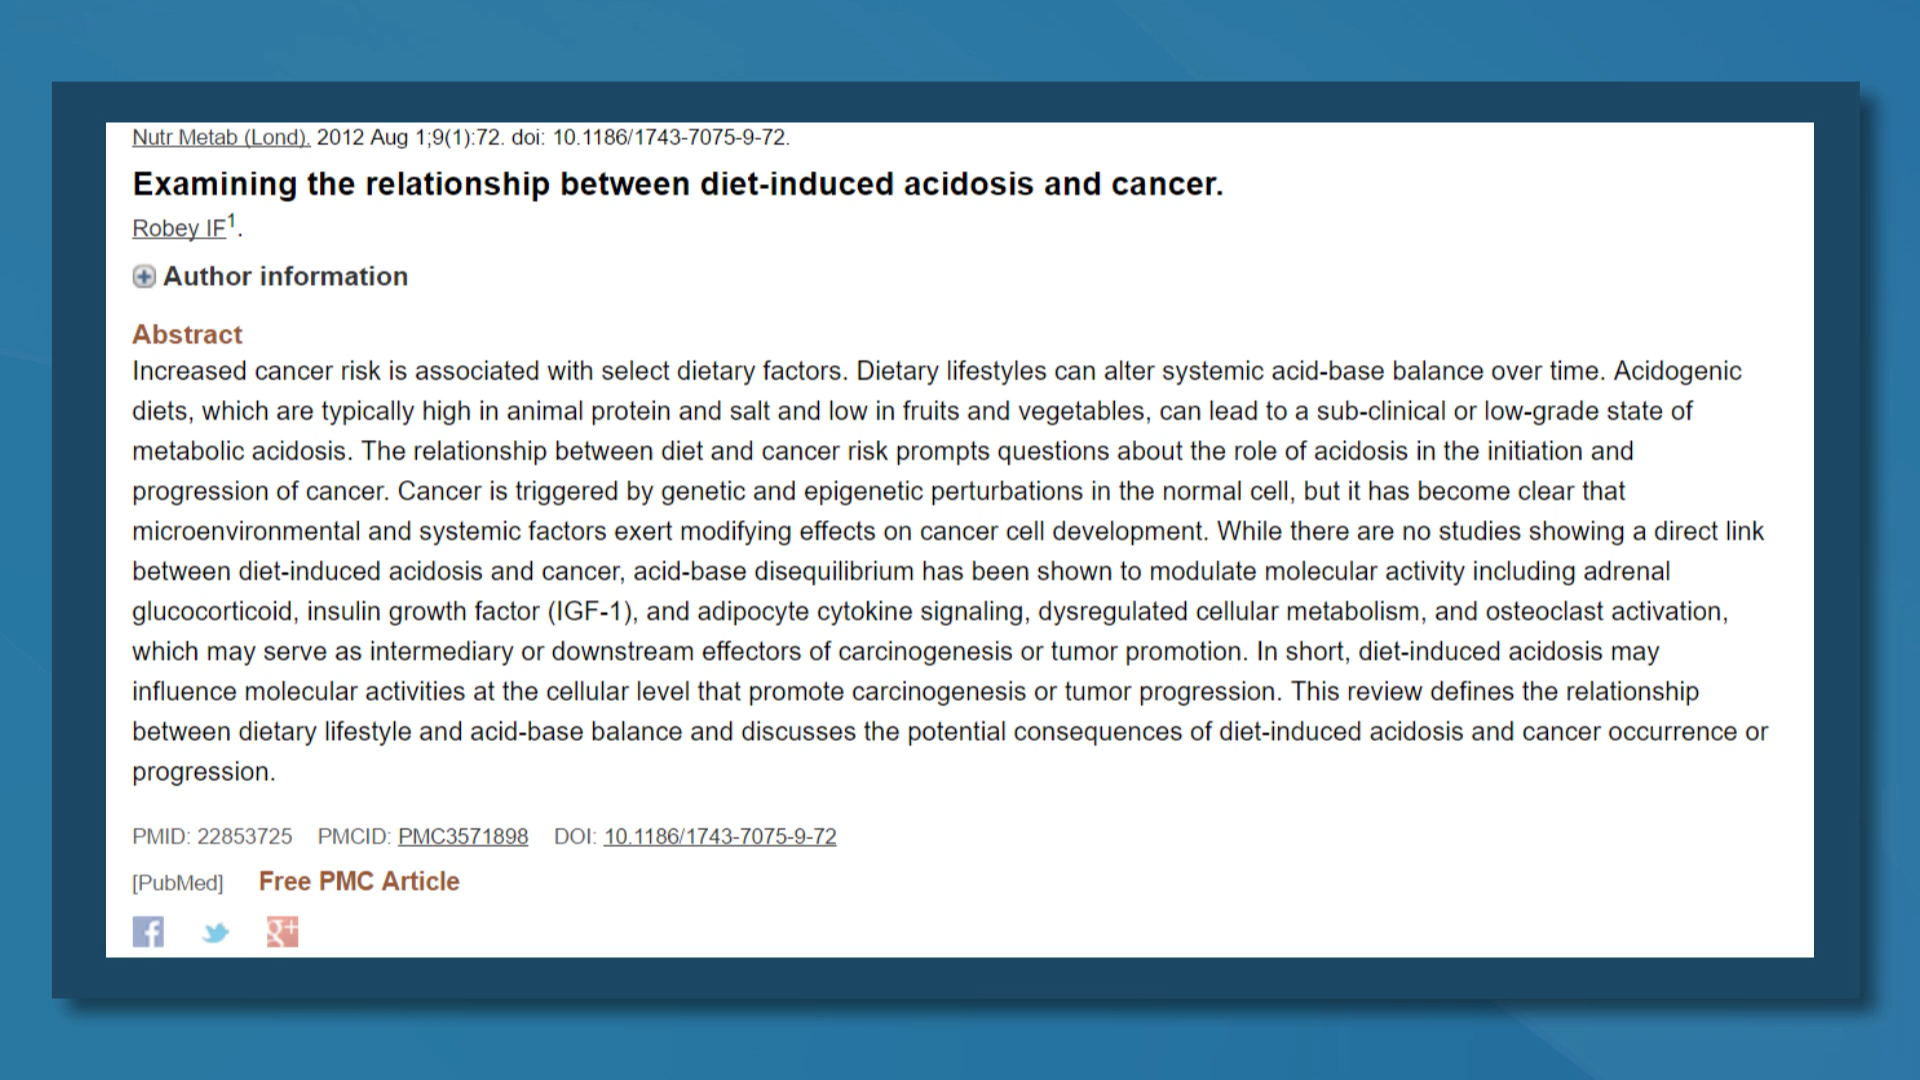 Nutr Metab (Lond). 2012 Aug 1;9(1):72. doi: 10.1186/1743-7075-9-72.
Examining the relationship between diet-induced acidosis and cancer.
Robey IF1.
Author information
Abstract
Increased cancer risk is associated with select dietary factors. Dietary lifestyles can alter systemic acid-base balance over time. Acidogenic
diets, which are typically high in animal protein and salt and low in fruits and vegetables, can lead to a sub-clinical or low-grade state of
metabolic acidosis. The relationship between diet and cancer risk prompts questions about the role of acidosis in the initiation and
progression of cancer. Cancer is triggered by genetic and epigenetic perturbations in the normal cell, but it has become clear that
microenvironmental and systemic factors exert modifying effects on cancer cell development. While there are no studies showing a direct link
between diet-induced acidosis and cancer, acid-base disequilibrium has been shown to modulate molecular activity including adrenal
glucocorticoid, insulin growth factor (IGF-1), and adipocyte cytokine signaling, dysregulated cellular metabolism, and osteoclast activation,
which may serve as intermediary or downstream effectors of carcinogenesis or tumor promotion. In short, diet-induced acidosis may
influence molecular activities at the cellular level that promote carcinogenesis or tumor progression. This review defines the relationship
between dietary lifestyle and acid-base balance and discusses the potential consequences of diet-induced acidosis and cancer occurrence or
progression.
PMID: 22853725 PMCID: PMC3571898 DOI: 10.1186/1743-7075-9-72
[PubMed] Free PMC Article
f g+